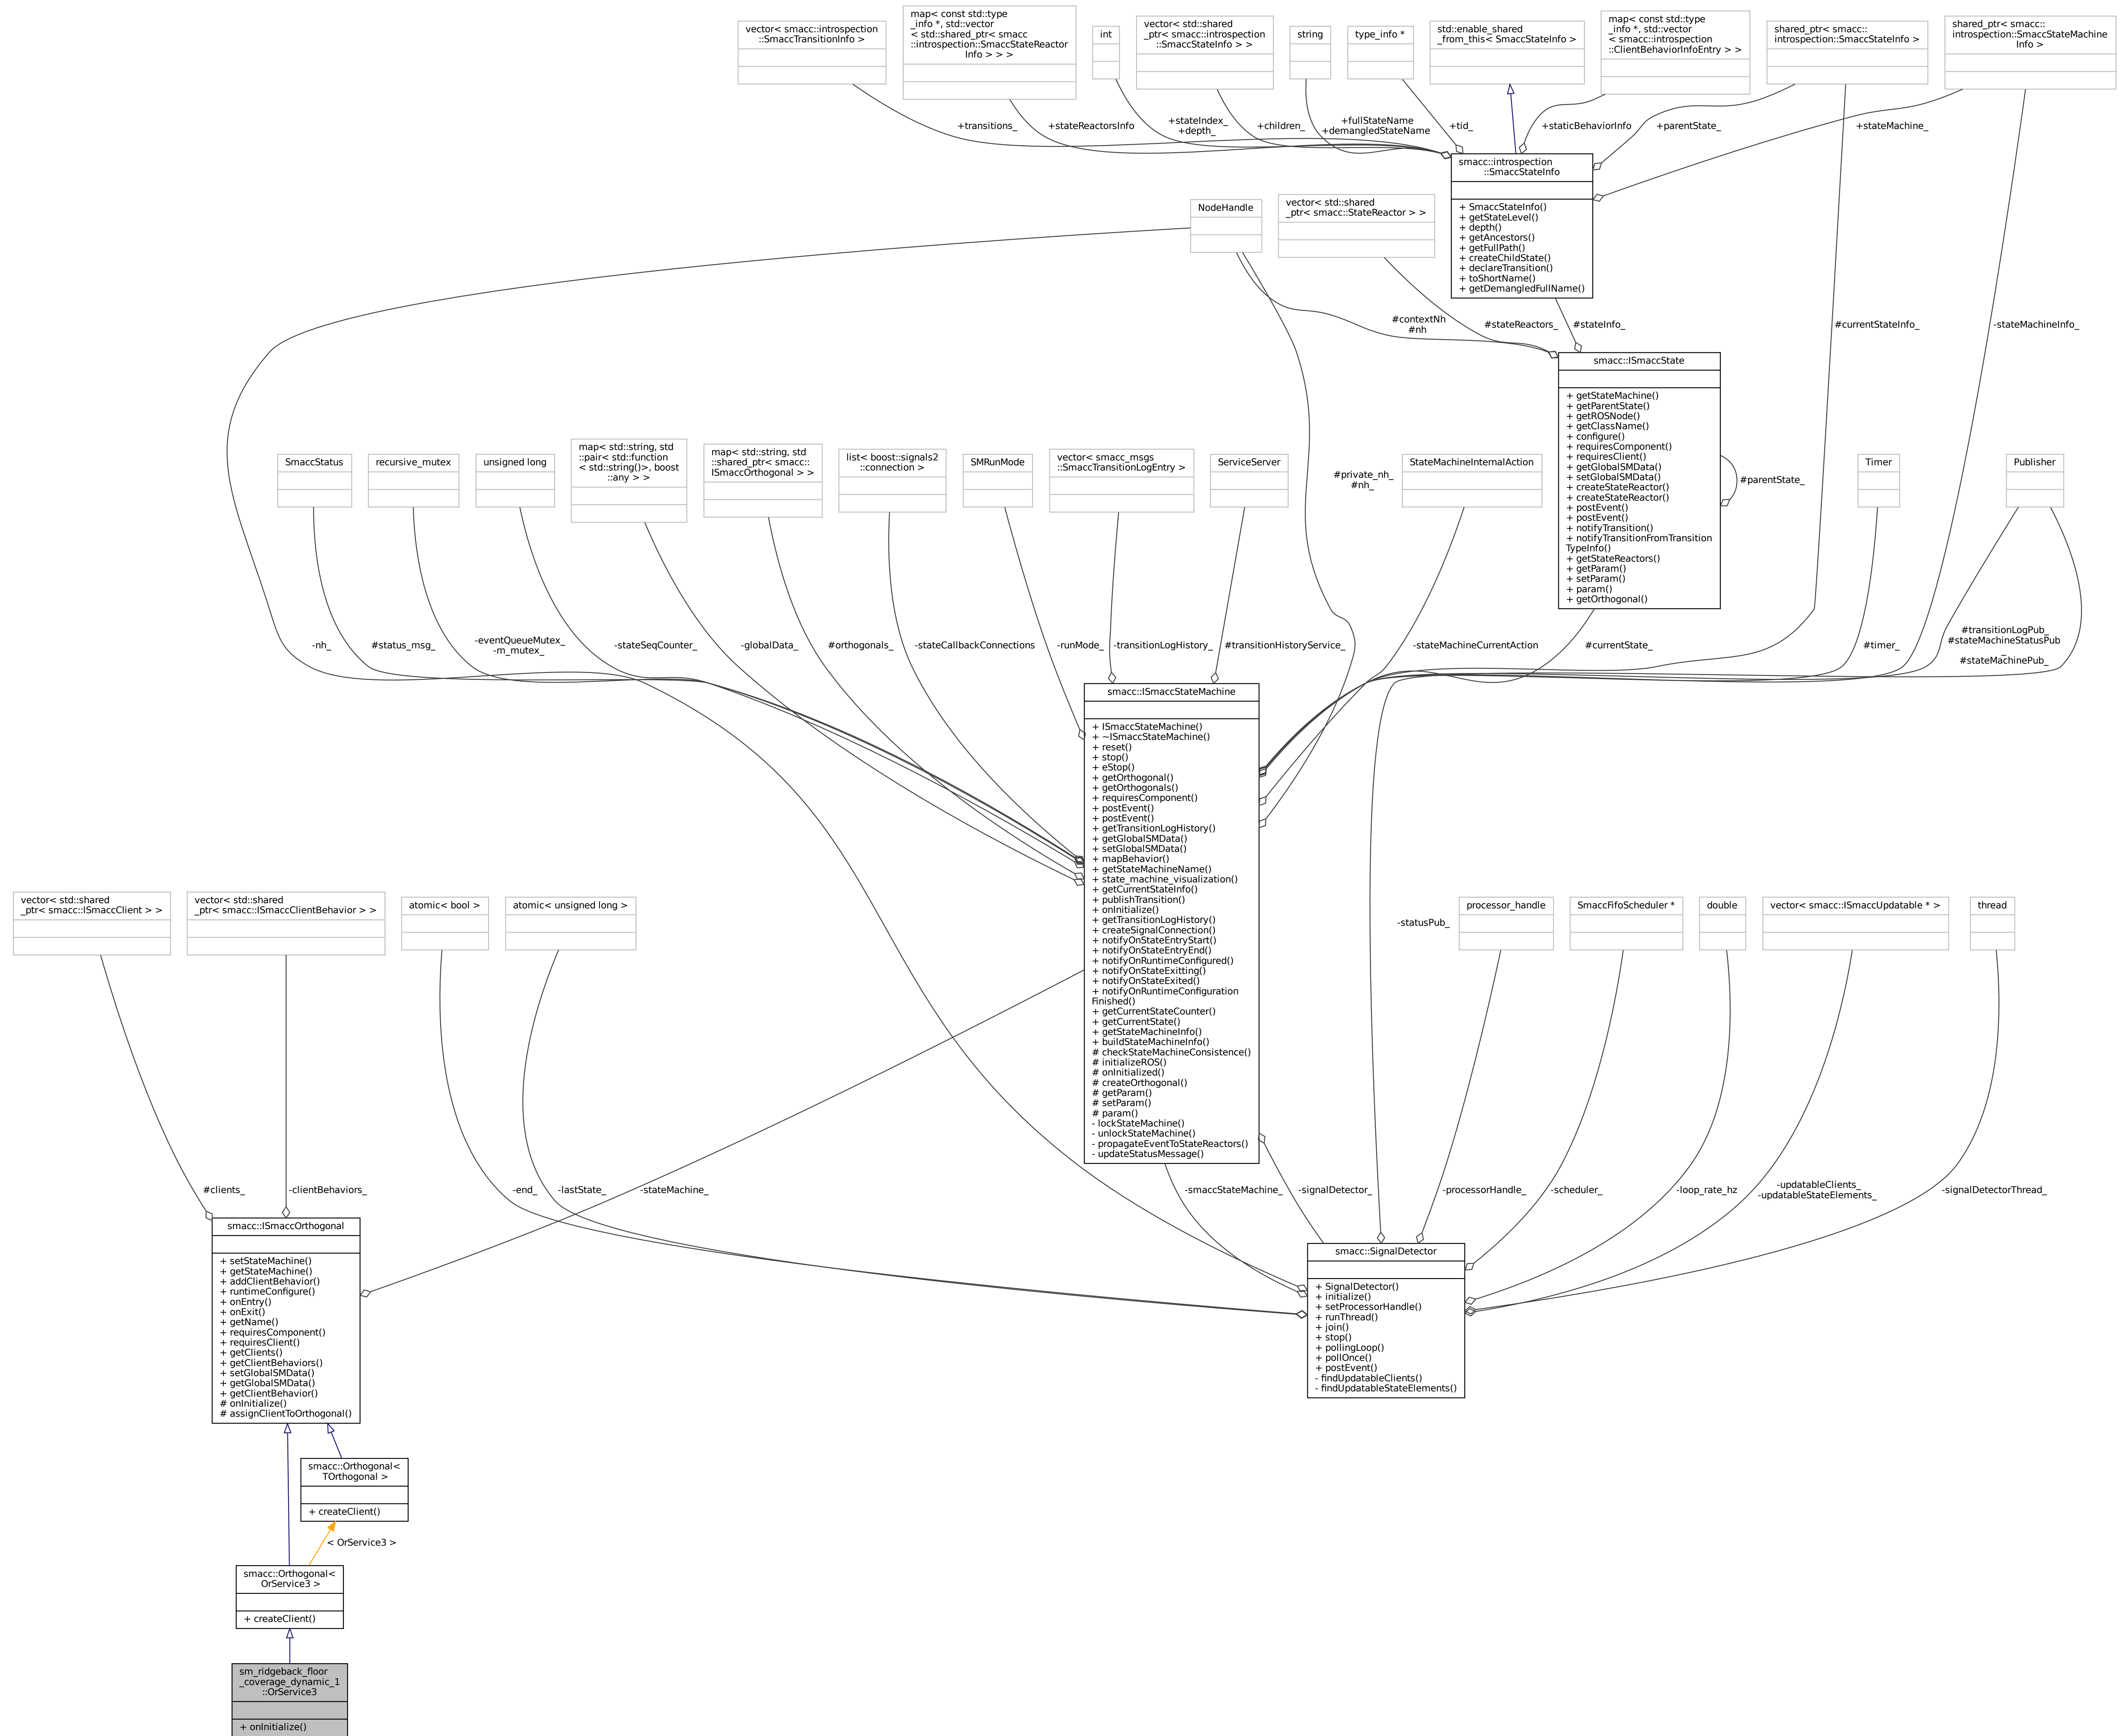 vector< smacc::introspection
::SmaccTransitionInfo >
map< const std::type
_info *, std::vector
< std::shared_ptr< smacc
::introspection::SmaccStateReactor
Info > > >
int
vector< std::shared
_ptr< smacc::introspection
::SmaccStateInfo > >
string
type_info *
std::enable_shared
_from_this< SmaccStateInfo >
map< const std::type
_info *, std::vector
< smacc::introspection
::ClientBehaviorInfoEntry > >
shared_ptr< smacc::
introspection::SmaccStateInfo >
shared_ptr< smacc::
introspection::SmaccStateMachine
Info >
+transitions_
+stateReactorsInfo
+stateIndex_
+depth_
+children_
+fullStateName
+demangledStateName
+tid_
+staticBehaviorInfo
+parentState_
+stateMachine_
smacc::introspection
::SmaccStateInfo
+ SmaccStateInfo()
+ getStateLevel()
+ depth()
+ getAncestors()
+ getFullPath()
+ createChildState()
+ declareTransition()
+ toShortName()
+ getDemangledFullName()
NodeHandle
vector< std::shared
_ptr< smacc::StateReactor > >
#contextNh
#nh
#stateReactors_
#stateInfo_
#currentStateInfo_
-stateMachineInfo_
smacc::ISmaccState
+ getStateMachine()
+ getParentState()
+ getROSNode()
+ getClassName()
+ configure()
+ requiresComponent()
+ requiresClient()
+ getGlobalSMData()
+ setGlobalSMData()
+ createStateReactor()
+ createStateReactor()
+ postEvent()
+ postEvent()
+ notifyTransition()
+ notifyTransitionFromTransition
TypeInfo()
+ getStateReactors()
+ getParam()
+ setParam()
+ param()
+ getOrthogonal()
#parentState_
SmaccStatus
recursive_mutex
unsigned long
map< std::string, std
::pair< std::function
< std::string()>, boost
::any > >
map< std::string, std
::shared_ptr< smacc::
ISmaccOrthogonal > >
list< boost::signals2
::connection >
SMRunMode
vector< smacc_msgs
::SmaccTransitionLogEntry >
ServiceServer
#private_nh_
#nh_
StateMachineInternalAction
Timer
Publisher
-nh_
#status_msg_
-eventQueueMutex_
-m_mutex_
-stateSeqCounter_
-globalData_
#orthogonals_
-stateCallbackConnections
-runMode_
-transitionLogHistory_
#transitionHistoryService_
-stateMachineCurrentAction
#currentState_
#timer_
#transitionLogPub_
#stateMachineStatusPub
_
#stateMachinePub_
smacc::ISmaccStateMachine
+ ISmaccStateMachine()
+ ~ISmaccStateMachine()
+ reset()
+ stop()
+ eStop()
+ getOrthogonal()
+ getOrthogonals()
+ requiresComponent()
+ postEvent()
+ postEvent()
+ getTransitionLogHistory()
+ getGlobalSMData()
+ setGlobalSMData()
+ mapBehavior()
+ getStateMachineName()
+ state_machine_visualization()
+ getCurrentStateInfo()
+ publishTransition()
+ onInitialize()
+ getTransitionLogHistory()
+ createSignalConnection()
+ notifyOnStateEntryStart()
+ notifyOnStateEntryEnd()
+ notifyOnRuntimeConfigured()
+ notifyOnStateExitting()
+ notifyOnStateExited()
+ notifyOnRuntimeConfiguration
Finished()
+ getCurrentStateCounter()
+ getCurrentState()
+ getStateMachineInfo()
+ buildStateMachineInfo()
# checkStateMachineConsistence()
# initializeROS()
# onInitialized()
# createOrthogonal()
# getParam()
# setParam()
# param()
- lockStateMachine()
- unlockStateMachine()
- propagateEventToStateReactors()
- updateStatusMessage()
vector< std::shared
_ptr< smacc::ISmaccClient > >
vector< std::shared
_ptr< smacc::ISmaccClientBehavior > >
atomic< bool >
atomic< unsigned long >
-statusPub_
processor_handle
SmaccFifoScheduler *
double
vector< smacc::ISmaccUpdatable * >
thread
#clients_
-clientBehaviors_
-end_
-lastState_
-stateMachine_
-smaccStateMachine_
-signalDetector_
-processorHandle_
-scheduler_
-loop_rate_hz
-updatableClients_
-updatableStateElements_
-signalDetectorThread_
smacc::ISmaccOrthogonal
+ setStateMachine()
+ getStateMachine()
+ addClientBehavior()
+ runtimeConfigure()
+ onEntry()
+ onExit()
+ getName()
+ requiresComponent()
+ requiresClient()
+ getClients()
+ getClientBehaviors()
+ setGlobalSMData()
+ getGlobalSMData()
+ getClientBehavior()
# onInitialize()
# assignClientToOrthogonal()
smacc::SignalDetector
+ SignalDetector()
+ initialize()
+ setProcessorHandle()
+ runThread()
+ join()
+ stop()
+ pollingLoop()
+ pollOnce()
+ postEvent()
- findUpdatableClients()
- findUpdatableStateElements()
smacc::Orthogonal<
TOrthogonal >
+ createClient()
< OrService3 >
smacc::Orthogonal<
OrService3 >
+ createClient()
sm_ridgeback_floor
_coverage_dynamic_1
::OrService3
+ onInitialize()